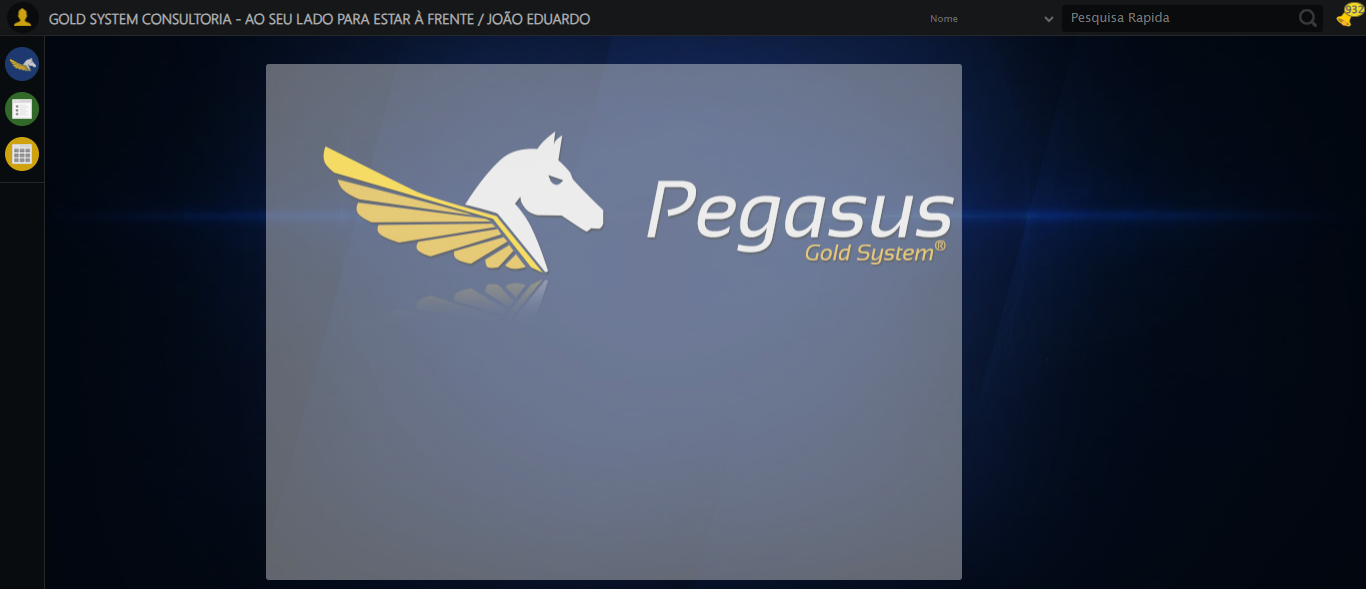 GOLD SYSTEM CONSULTORIA - AO SEU LADO PARA ESTAR À FRENTE / JOÃO EDUARDO
Nome
Pesquisa Rapida
932
Pegasus
Gold System®